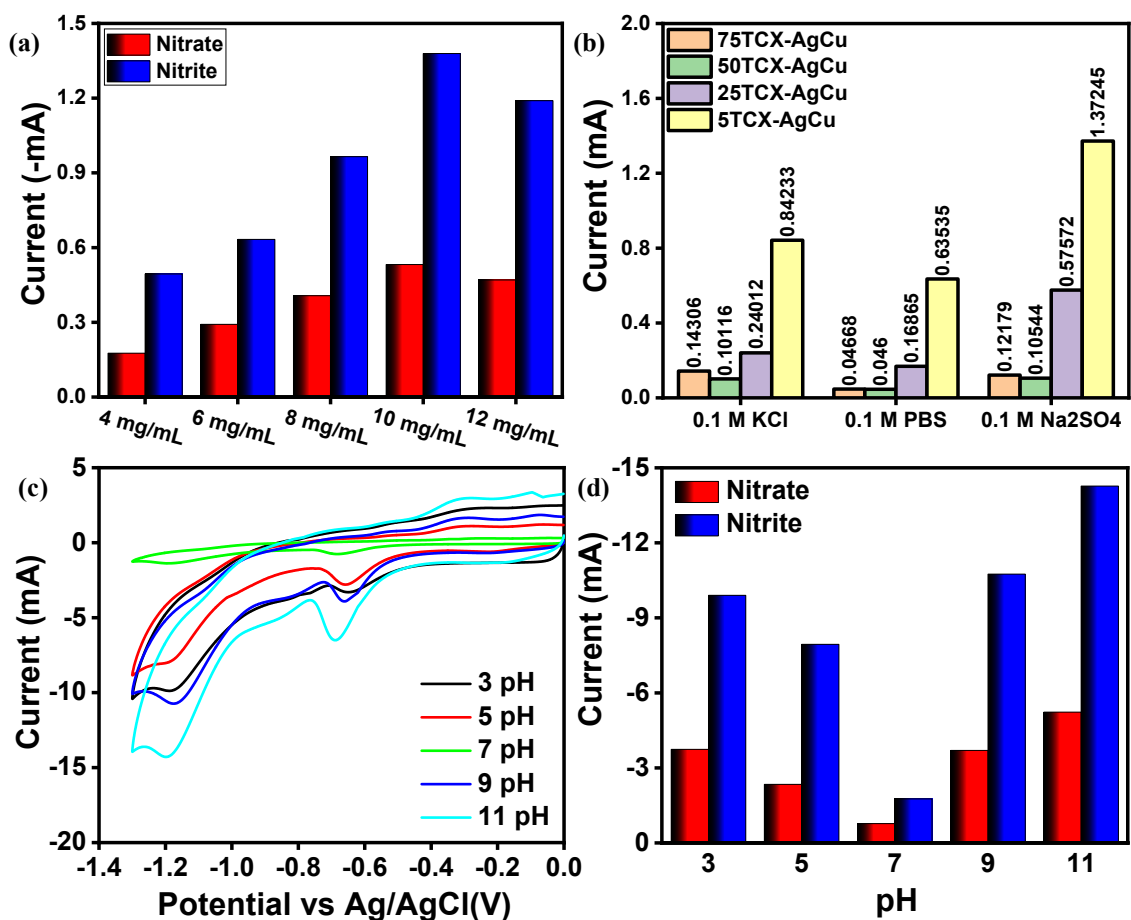 (a)
Nitrate
Nitrite
Current (-mA)
1.5
1.2
0.9
0.6
0.3
0.0
4 mg/mL
6 mg/mL
8 mg/mL
10 mg/mL
12 mg/mL
(b)
75TCX-AgCu
50TCX-AgCu
25TCX-AgCu
5TCX-AgCu
Current (mA)
2.0
1.6
1.2
0.8
0.4
0.0
0.14306
0.10116
0.24012
0.84233
0.04668
0.046
0.16865
0.63535
0.12179
0.10544
0.57572
1.37245
0.1 M KCl
0.1 M PBS
0.1 M Na2SO4
(c)
Current (mA)
5
0
-5
-10
-15
-20
3 pH
5 pH
7 pH
9 pH
11 pH
-1.4
-1.2
-1.0
-0.8
-0.6
-0.4
-0.2
0.0
Potential vs Ag/AgCl(V)
(d)
Nitrate
Nitrite
Current (mA)
-15
-12
-9
-6
-3
0
3
5
7
9
11
pH